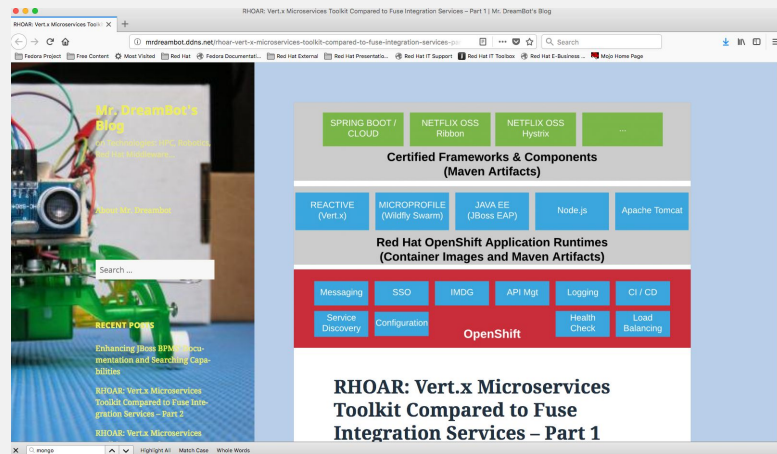 RHOAR: Vert.x Microservices Toolkit Compared to Fuse Integration Services – Part 1 | Mr. DreamBot's Blog
RHOAR: Vert.x Microservices Toolki
mrdreambot.ddns.net/rhoar-vert-x-microservices-toolkit-compared-to-fuse-integration-services-pa
Search
Fedora Project Free Content Most Visited Red Hat Fedora Documentati... Red Hat External Red Hat Presentatio... Red Hat IT Support Red Hat IT Toolbox Red Hat E-Business ... Mojo Home Page
Mr. DreamBot's
Blog
About Mr. Dreambot
Search ...
RECENT POSTS
Enhancing JBoss BPM
mentation and Searching Capa-
bilities
RHOAR: Vert.x Microservices
Toolkit Compared to Fuse Inte-
gration Services – Part 2
RHOAR: Vert.x Microservices
SPRING BOOT /
CLOUD
NETFLIX OSS
Ribbon
NETFLIX OSS
Hystrix
...
Certified Frameworks & Components
(Maven Artifacts)
REACTIVE
(Vert.x)
MICROPROFILE
(Wildfly Swarm)
JAVA EE
(JBoss EAP)
Node.js
Apache Tomcat
Red Hat OpenShift Application Runtimes
(Container Images and Maven Artifacts)
Messaging
SSO
IMDG
API Mgt
Logging
CI / CD
Service
Discovery
Configuration
OpenShift
Health
Check
Load
Balancing
RHOAR: Vert.x Microservices
Toolkit Compared to Fuse
Integration Services – Part 1
mongo
Highlight All Match Case Whole Words